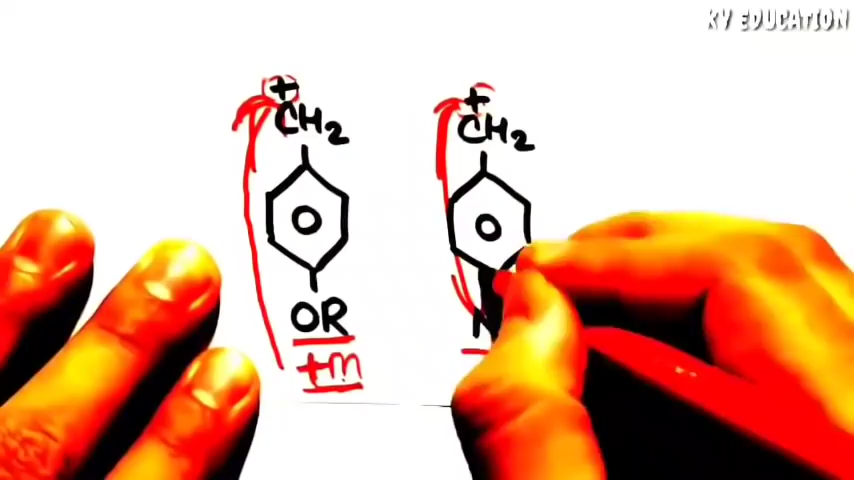 KV EDUCATION
+
CH2
OR
+m
+
CH2